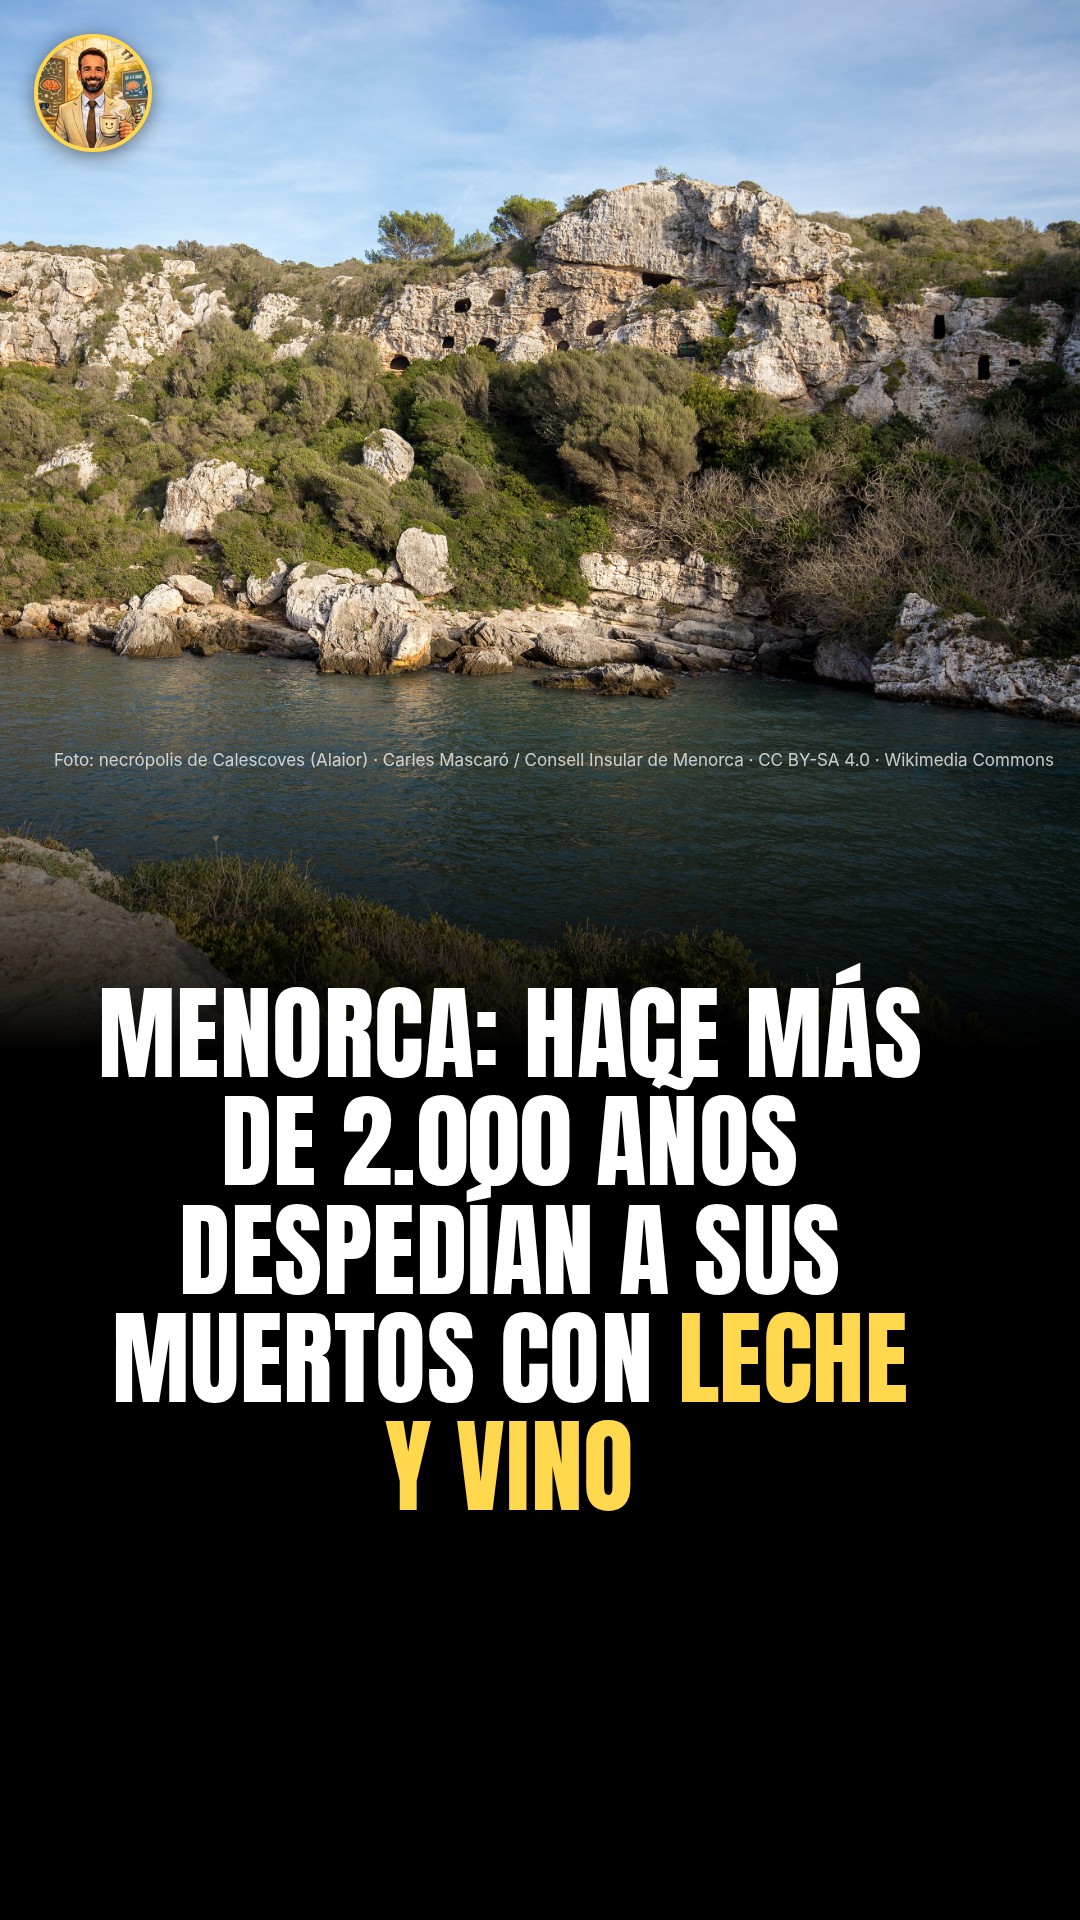 Foto: necrópolis de Calescoves (Alaior) · Carles Mascaró / Consell Insular de Menorca · CC BY-SA 4.0 · Wikimedia Commons
MENORCA: HACE MÁS
DE 2.000 AÑOS
DESPEDÍAN A SUS
MUERTOS CON LECHE
Y VINO